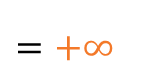 = +∞